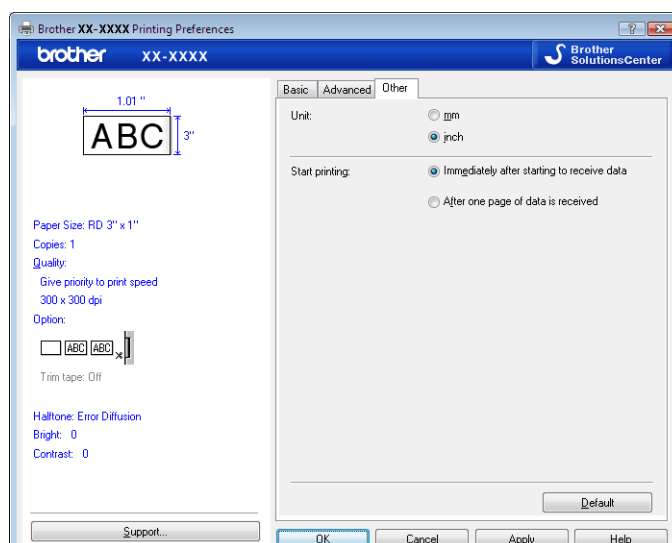 Brother XX-XXXX Printing Preferences
brother XX-XXXX
Brother
SolutionsCenter
1.01 "
ABC
3"
Paper Size: RD 3" x 1"
Copies: 1
Quality:
Give priority to print speed
300 x 300 dpi
Option:
ABC ABC
Trim tape: Off
Halftone: Error Diffusion
Bright: 0
Contrast: 0
Support...
Basic Advanced Other
Unit:
mm
inch
Start printing:
Immediately after starting to receive data
After one page of data is received
Default
OK Cancel Apply Help